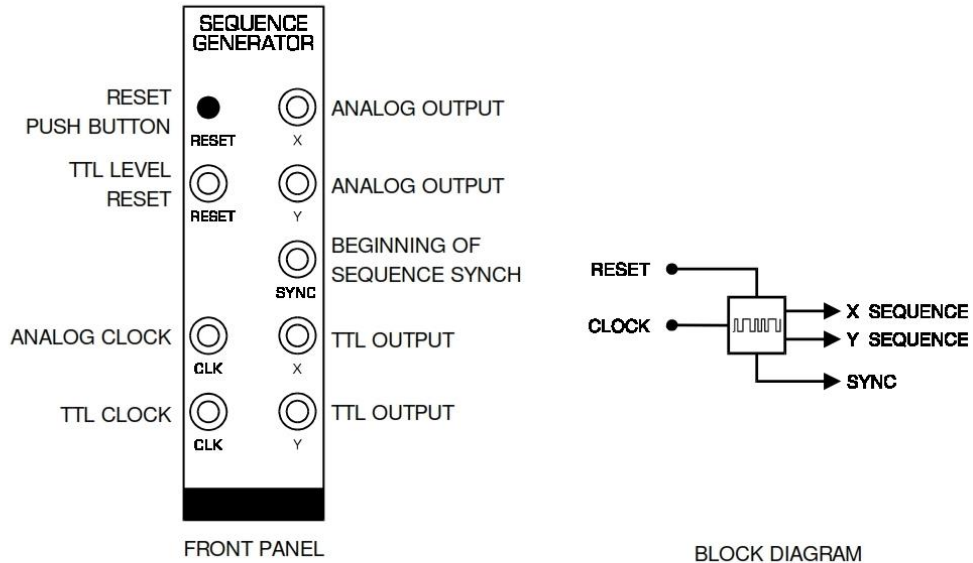 SEQUENCE
GENERATOR
RESET
PUSH BUTTON
RESET
X
ANALOG OUTPUT
TTL LEVEL
RESET
RESET
Y
ANALOG OUTPUT
SYNC
BEGINNING OF
SEQUENCE SYNCH
ANALOG CLOCK
CLK
X
TTL OUTPUT
TTL CLOCK
CLK
Y
TTL OUTPUT
FRONT PANEL
RESET
CLOCK
X SEQUENCE
Y SEQUENCE
SYNC
BLOCK DIAGRAM